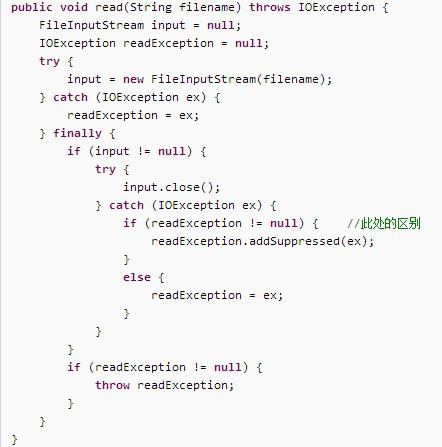 public void read(String filename) throws IOException {
    FileInputStream input = null;
    IOException readException = null;
    try {
        input = new FileInputStream(filename);
    } catch (IOException ex) {
        readException = ex;
    } finally {
        if (input != null) {
            try {
                input.close();
            } catch (IOException ex) {
                if (readException != null) {    //此处的区别
                    readException.addSuppressed(ex);
                }
                else {
                    readException = ex;
                }
            }
        }
        if (readException != null) {
            throw readException;
        }
    }
}